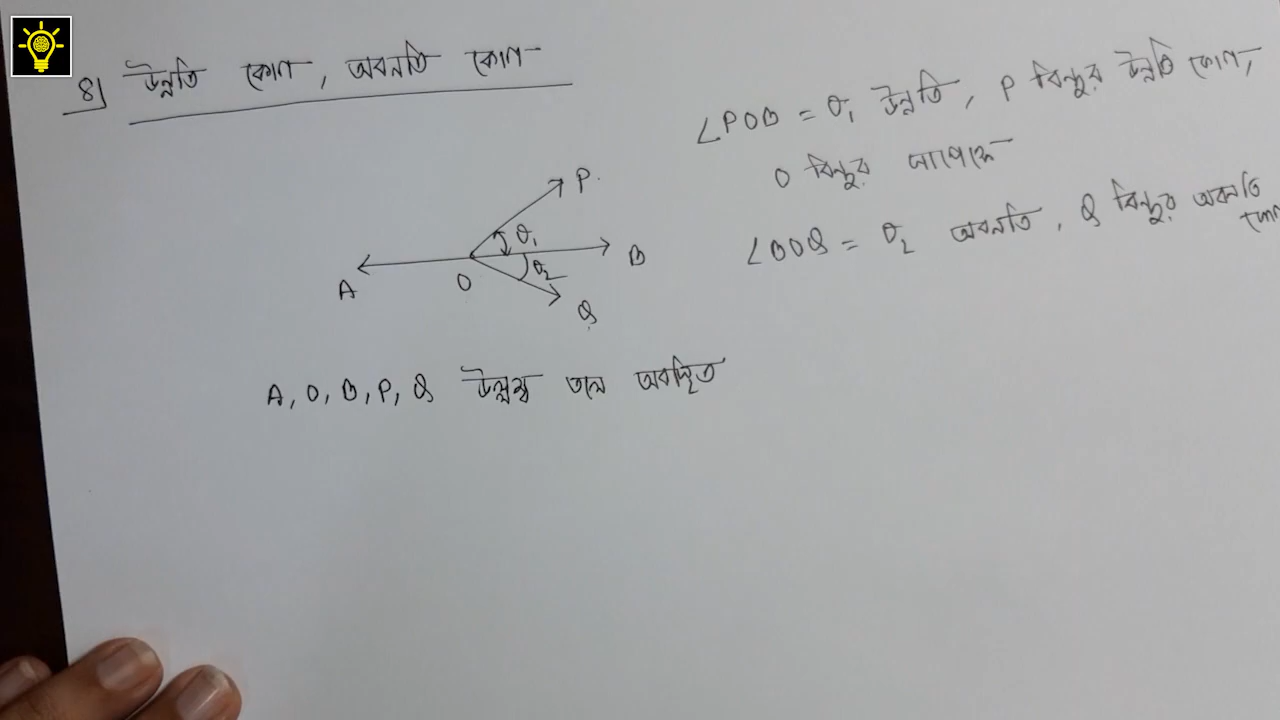 ৪) উন্নতি কোণ, অবনতি কোণ
∠POB = θ₁ উন্নতি, P বিন্দুর উন্নতি কোণ,
O বিন্দুর সাপেক্ষে
∠BOQ = θ₂ অবনতি, Q বিন্দুর অবনতি
কোণ
P
θ₁
B
θ₂
A
O
Q
A, O, B, P, Q উল্লম্ব তলে অবস্থিত